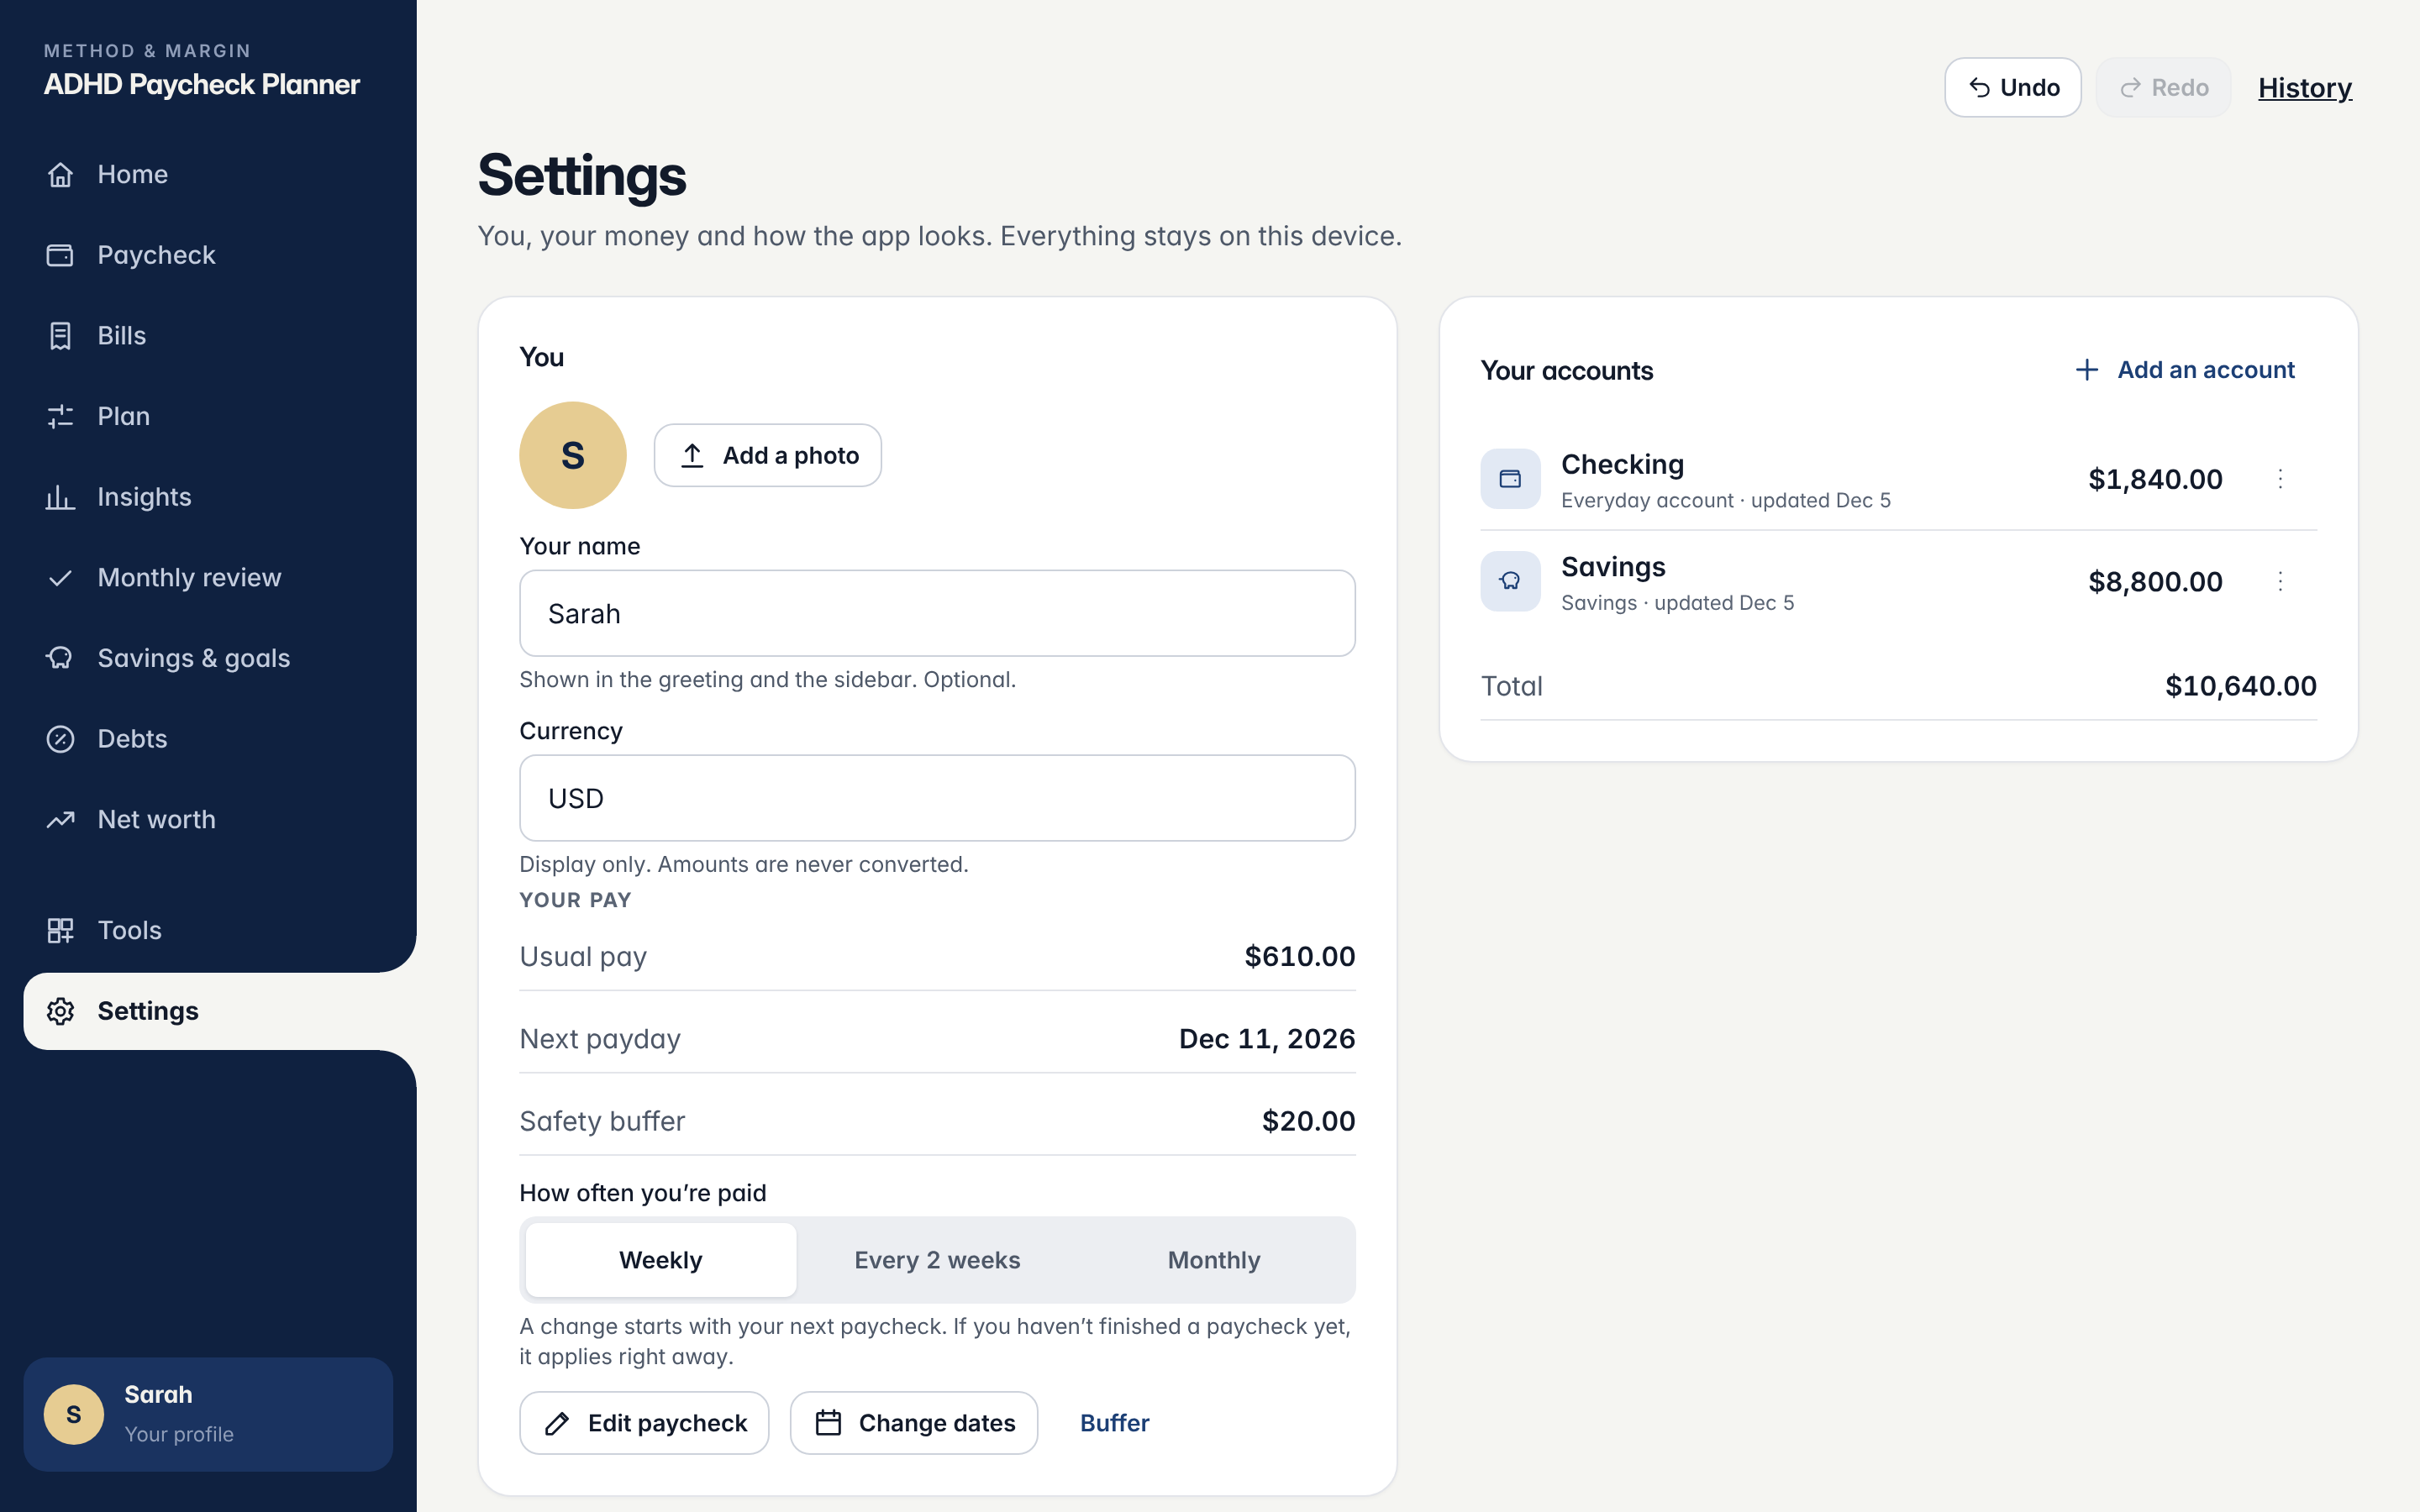 METHOD & MARGIN
ADHD Paycheck Planner
Home
Paycheck
Bills
Plan
Insights
Monthly review
Savings & goals
Debts
Net worth
Tools
Settings
S
Sarah
Your profile
Undo
Redo
History
Settings
You, your money and how the app looks. Everything stays on this device.
You
S
Add a photo
Your name
Sarah
Shown in the greeting and the sidebar. Optional.
Currency
USD
Display only. Amounts are never converted.
YOUR PAY
Usual pay $610.00
Next payday Dec 11, 2026
Safety buffer $20.00
How often you’re paid
Weekly Every 2 weeks Monthly
A change starts with your next paycheck. If you haven’t finished a paycheck yet,
it applies right away.
Edit paycheck Change dates Buffer
Your accounts Add an account
Checking $1,840.00
Everyday account · updated Dec 5
Savings $8,800.00
Savings · updated Dec 5
Total $10,640.00